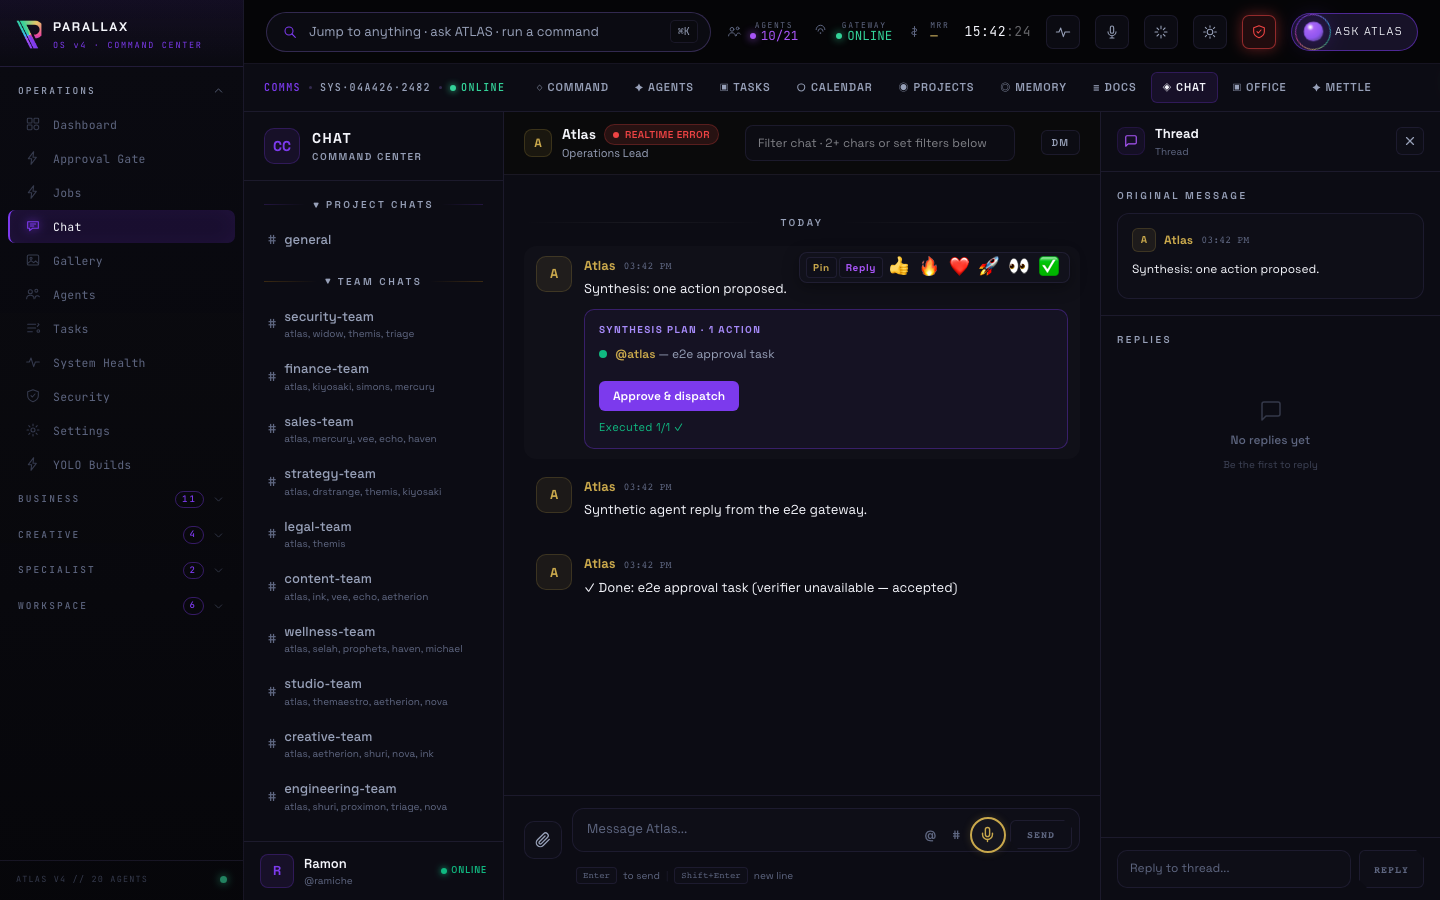 PARALLAX
OS v4 · COMMAND CENTER
OPERATIONS
Dashboard
Approval Gate
Jobs
Chat
Gallery
Agents
Tasks
System Health
Security
Settings
YOLO Builds
BUSINESS 11
CREATIVE 4
SPECIALIST 2
WORKSPACE 6
ATLAS V4 // 20 AGENTS
Jump to anything · ask ATLAS · run a command ⌘K
AGENTS
10/21
GATEWAY
ONLINE
MRR
—
15:42:24
ASK ATLAS
COMMS · SYS·04A426·2482 · ONLINE
COMMAND AGENTS TASKS CALENDAR PROJECTS MEMORY DOCS CHAT OFFICE METTLE
CC
CHAT
COMMAND CENTER
▾ PROJECT CHATS
# general
▾ TEAM CHATS
# security-team
atlas, widow, themis, triage
# finance-team
atlas, kiyosaki, simons, mercury
# sales-team
atlas, mercury, vee, echo, haven
# strategy-team
atlas, drstrange, themis, kiyosaki
# legal-team
atlas, themis
# content-team
atlas, ink, vee, echo, aetherion
# wellness-team
atlas, selah, prophets, haven, michael
# studio-team
atlas, themaestro, aetherion, nova
# creative-team
atlas, aetherion, shuri, nova, ink
# engineering-team
atlas, shuri, proximon, triage, nova
R
Ramon
@ramiche
ONLINE
A
Atlas REALTIME ERROR
Operations Lead
Filter chat · 2+ chars or set filters below
DM
TODAY
A
Atlas 03:42 PM
Pin Reply 👍 🔥 ❤️ 🚀 👀 ✅
Synthesis: one action proposed.
SYNTHESIS PLAN · 1 ACTION
@atlas — e2e approval task
Approve & dispatch
Executed 1/1 ✓
A
Atlas 03:42 PM
Synthetic agent reply from the e2e gateway.
A
Atlas 03:42 PM
✓ Done: e2e approval task (verifier unavailable — accepted)
Message Atlas...
@ # SEND
Enter to send Shift+Enter new line
Thread
Thread
ORIGINAL MESSAGE
A Atlas 03:42 PM
Synthesis: one action proposed.
REPLIES
No replies yet
Be the first to reply
Reply to thread...
REPLY